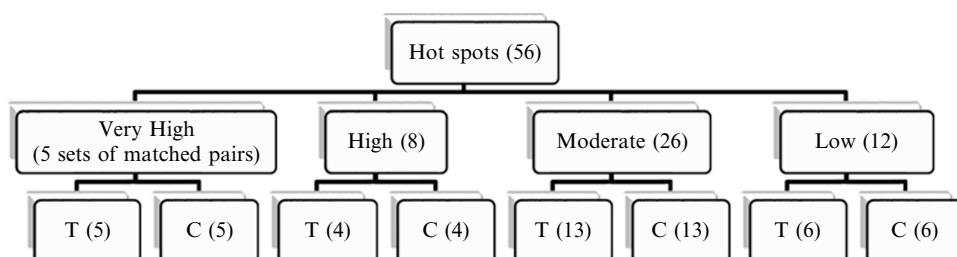 Hot spots (56)
Very High
(5 sets of matched pairs)
High (8)
Moderate (26)
Low (12)
T (5)
C (5)
T (4)
C (4)
T (13)
C (13)
T (6)
C (6)